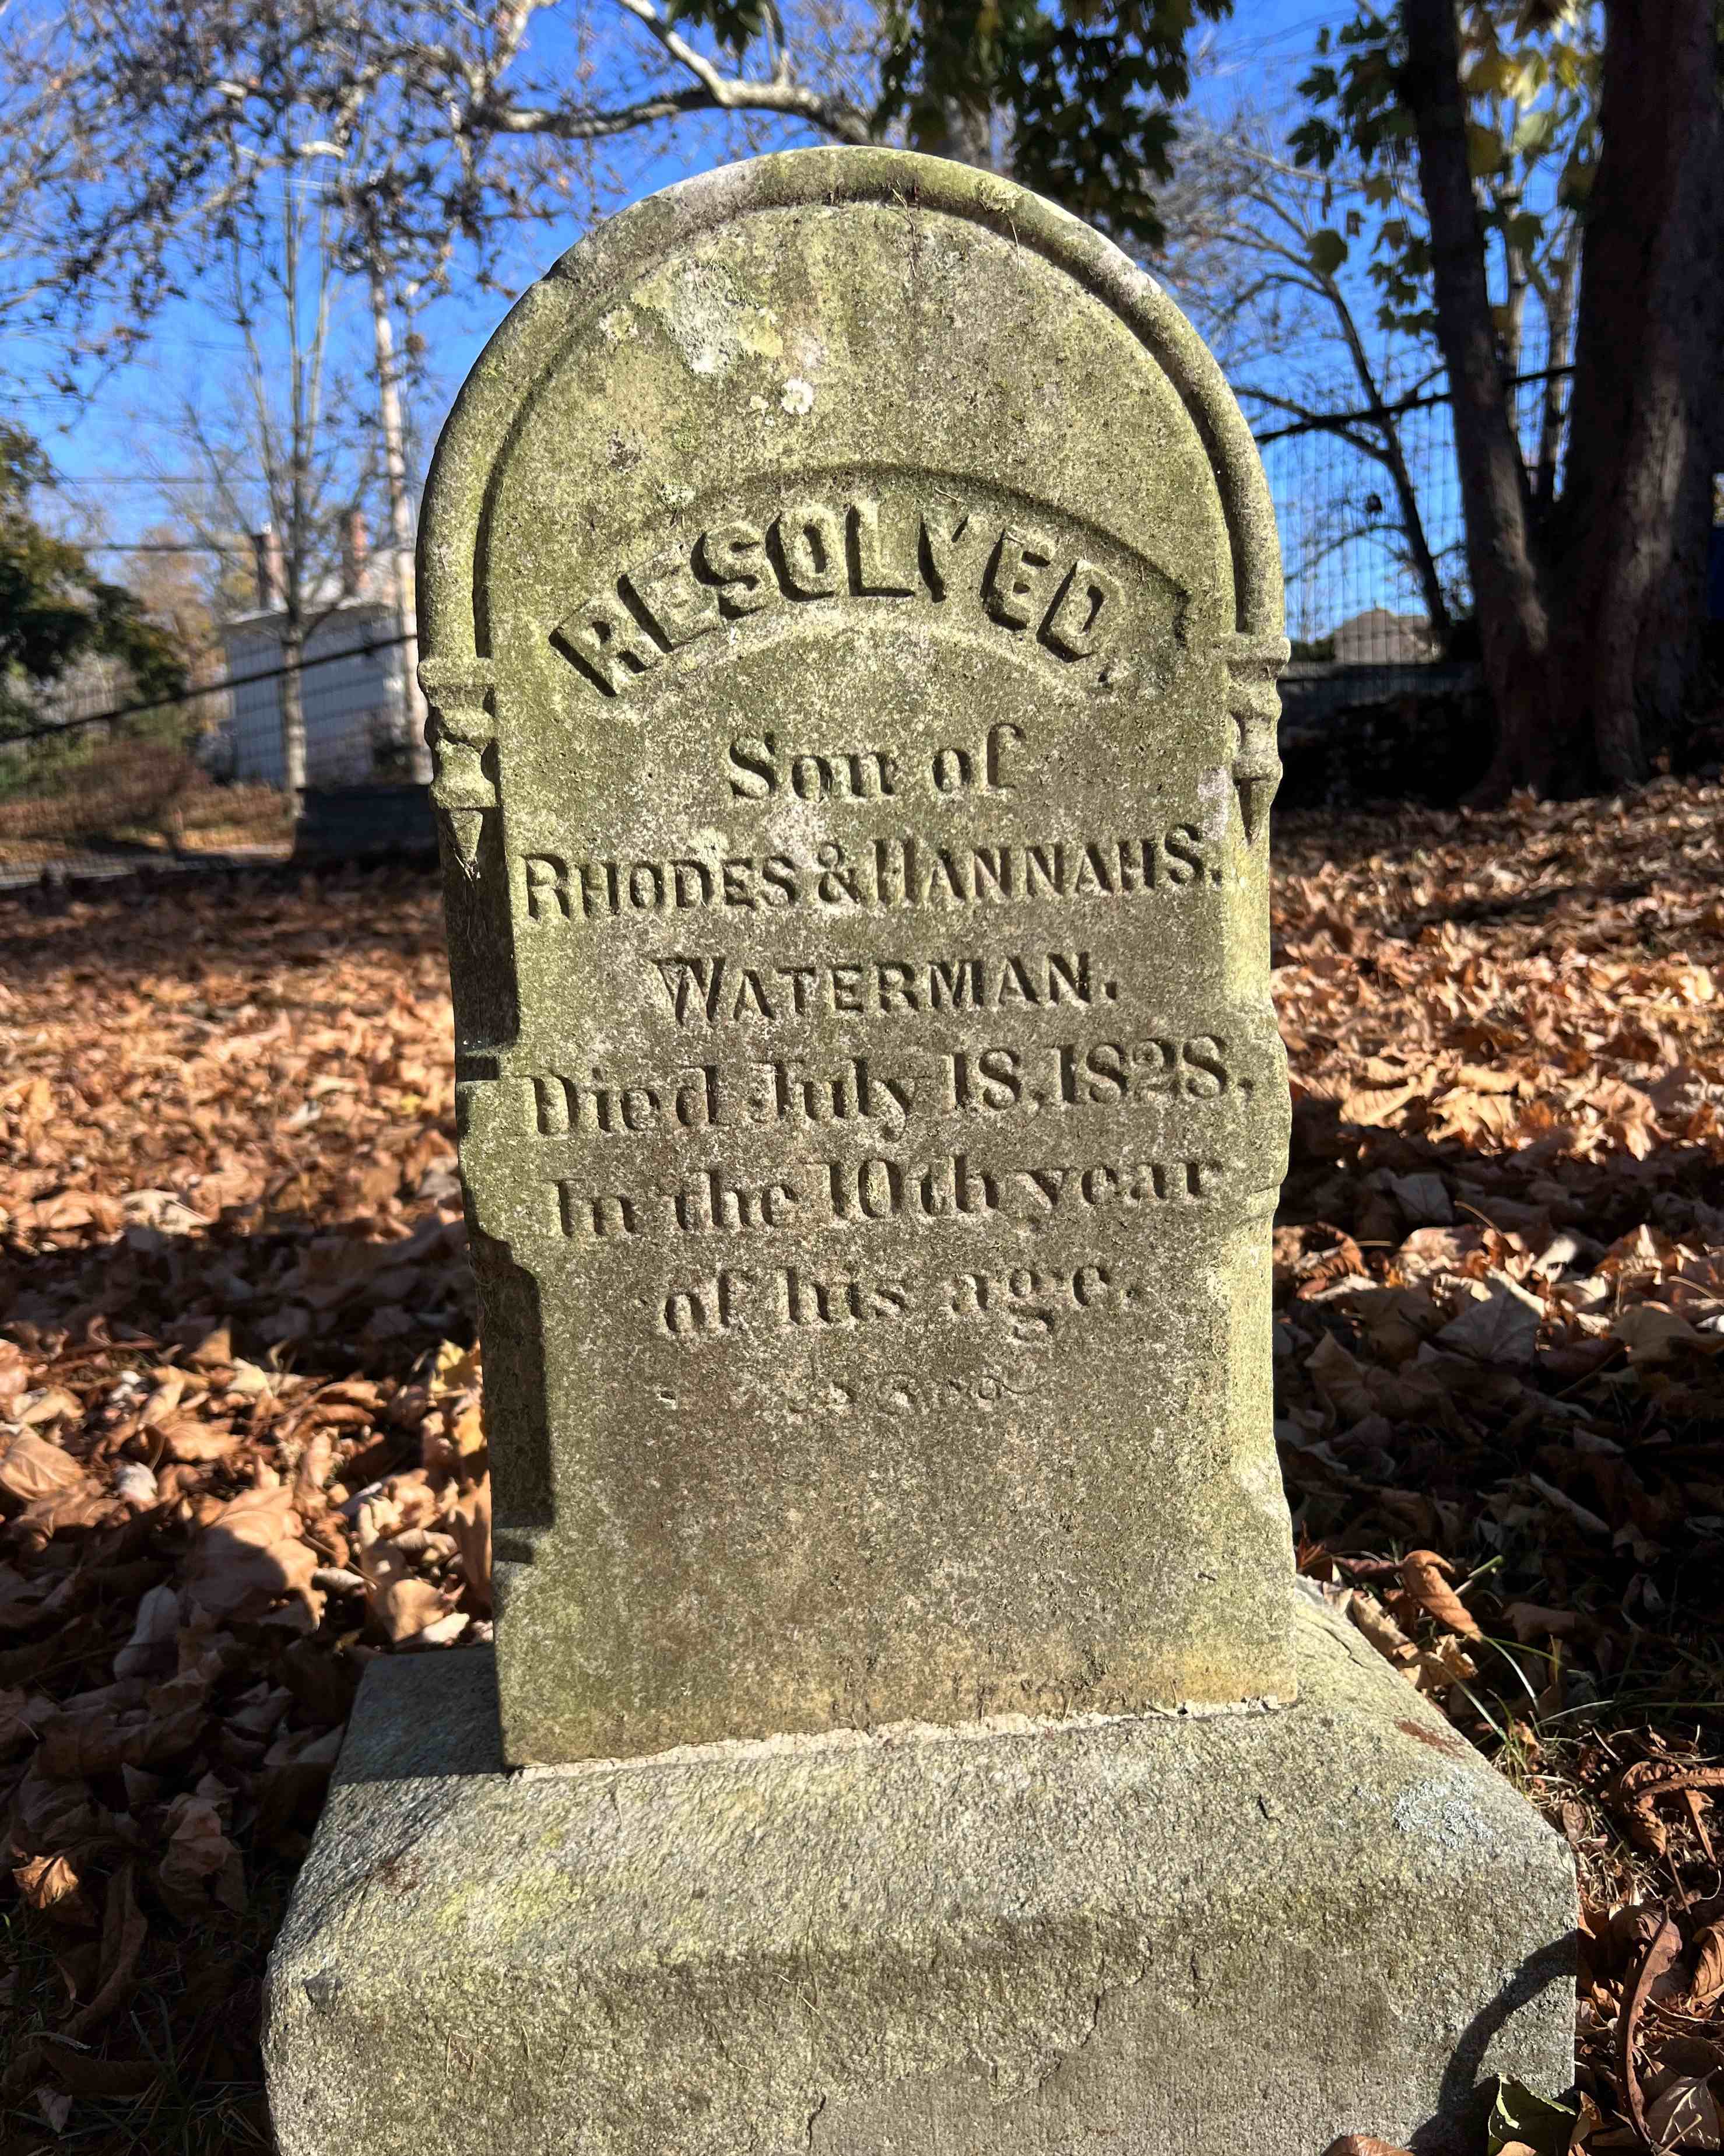 RESOLVED,
Son of
RHODES & HANNAH S.
WATERMAN.
Died July 18, 1828,
In the 10th year
of his age.